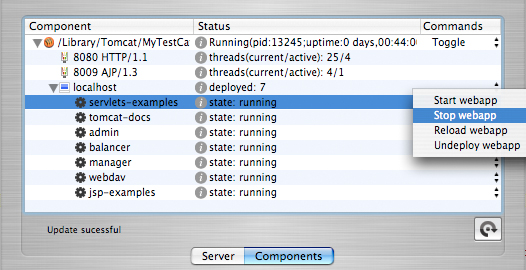 Component Status Commands
/Library/Tomcat/MyTestCa Running(pid:13245;uptime:0 days,00:44:0 Toggle
8080 HTTP/1.1 threads(current/active): 25/4
8009 AJP/1.3 threads(current/active): 4/1
localhost deployed: 7
servlets-examples state: running
Start webapp
tomcat-docs state: running
Stop webapp
admin state: running
Reload webapp
balancer state: running
Undeploy webapp
manager state: running
webdav state: running
jsp-examples state: running
Update sucessful
Server Components